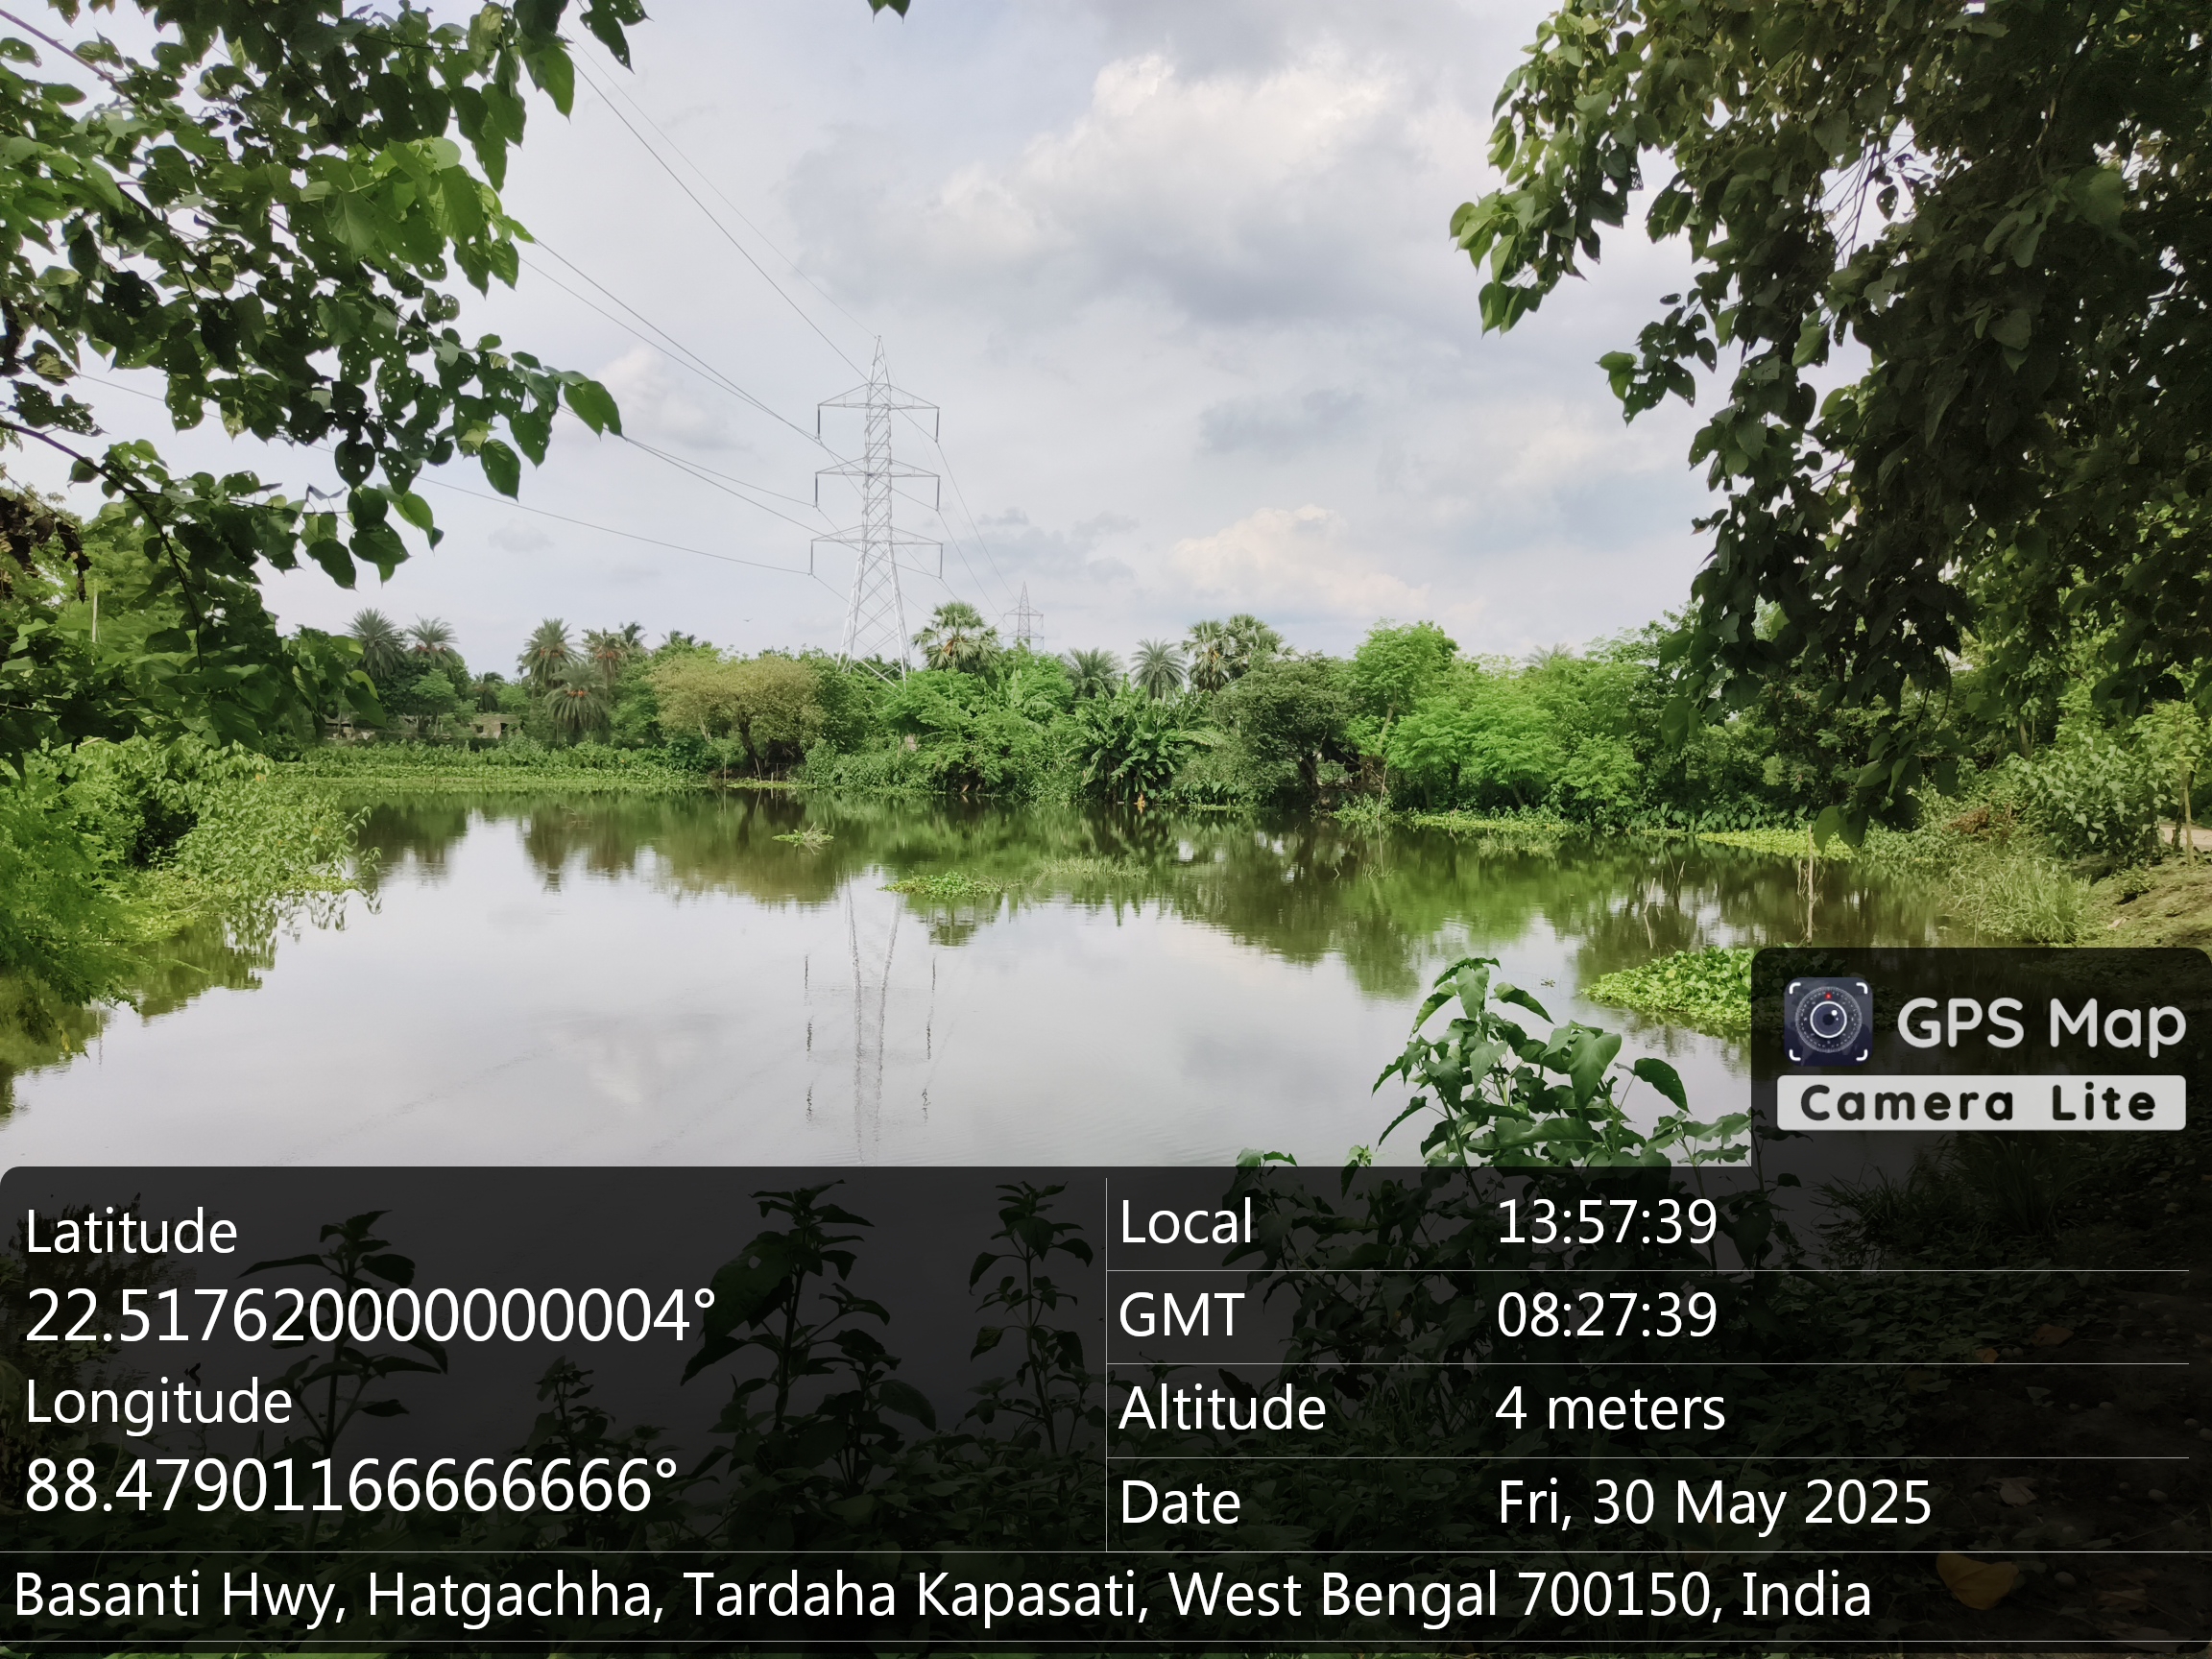 GPS Map
Camera Lite
Latitude
22.517620000000004°
Longitude
88.47901166666666°
Local 13:57:39
GMT 08:27:39
Altitude 4 meters
Date Fri, 30 May 2025
Basanti Hwy, Hatgachha, Tardaha Kapasati, West Bengal 700150, India